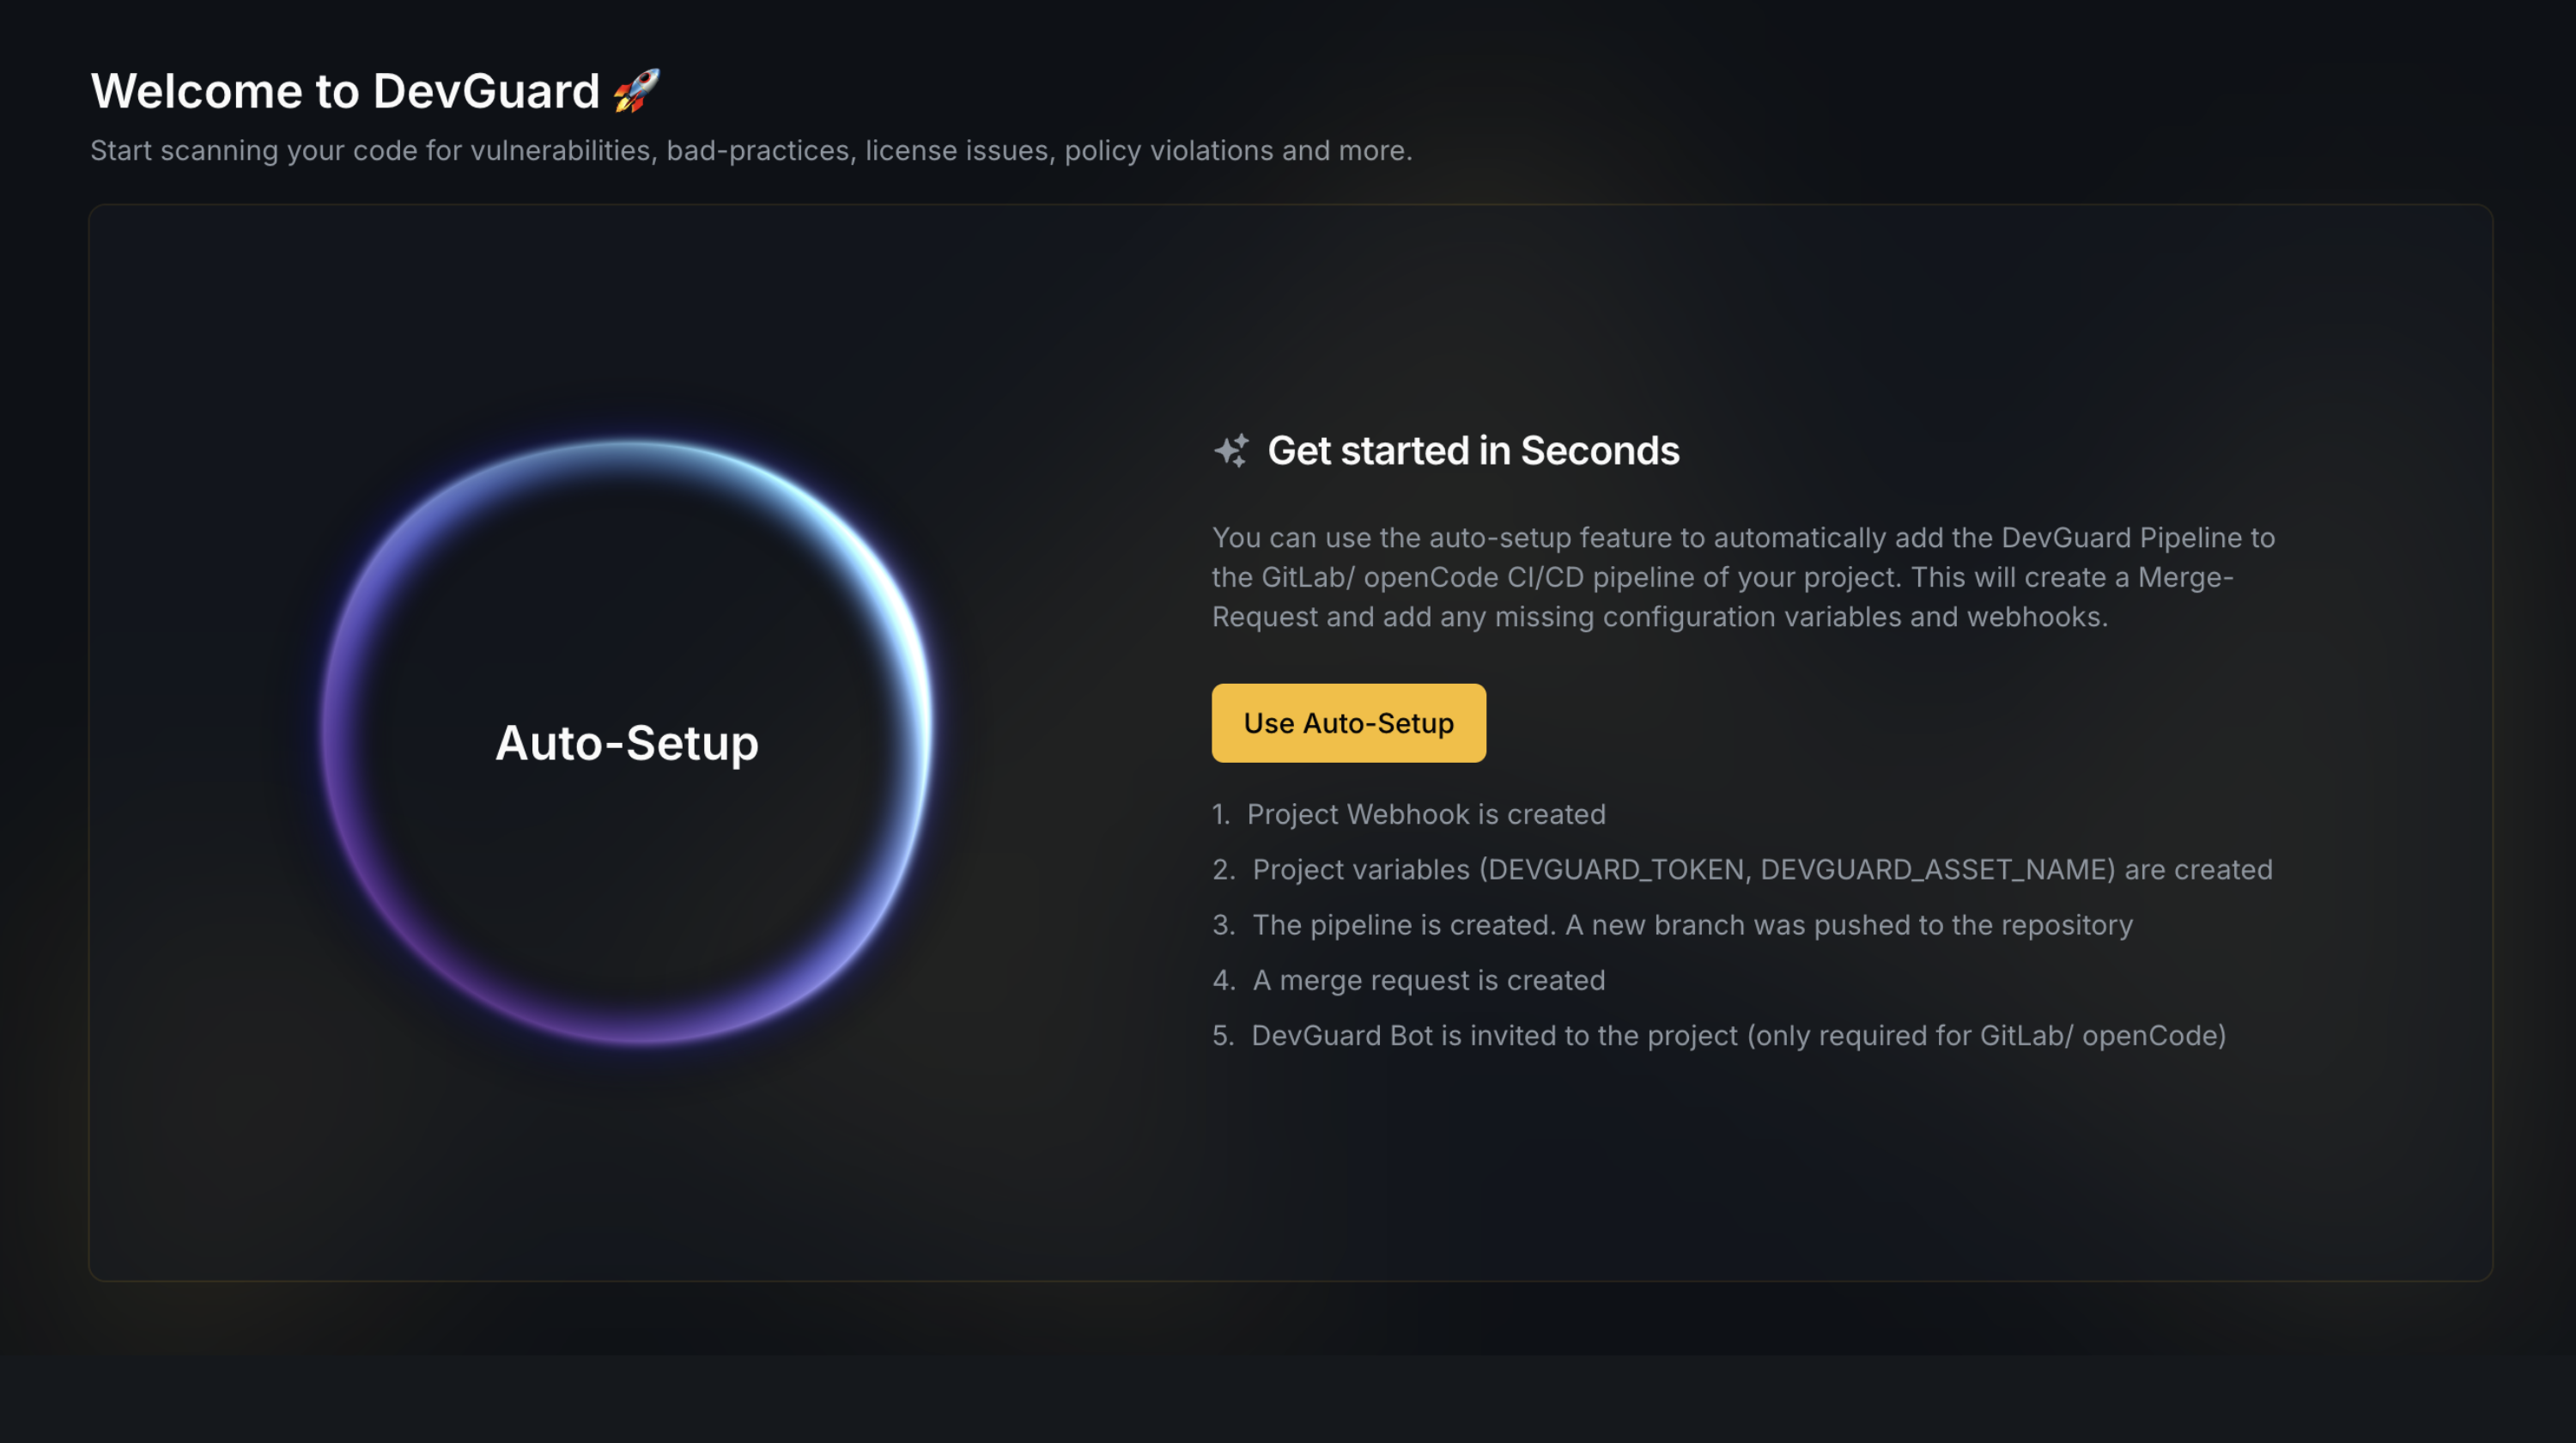 Welcome to DevGuard 🚀
Start scanning your code for vulnerabilities, bad-practices, license issues, policy violations and more.
Auto-Setup
Get started in Seconds
You can use the auto-setup feature to automatically add the DevGuard Pipeline to
the GitLab/ openCode CI/CD pipeline of your project. This will create a Merge-
Request and add any missing configuration variables and webhooks.
Use Auto-Setup
1. Project Webhook is created
2. Project variables (DEVGUARD_TOKEN, DEVGUARD_ASSET_NAME) are created
3. The pipeline is created. A new branch was pushed to the repository
4. A merge request is created
5. DevGuard Bot is invited to the project (only required for GitLab/ openCode)